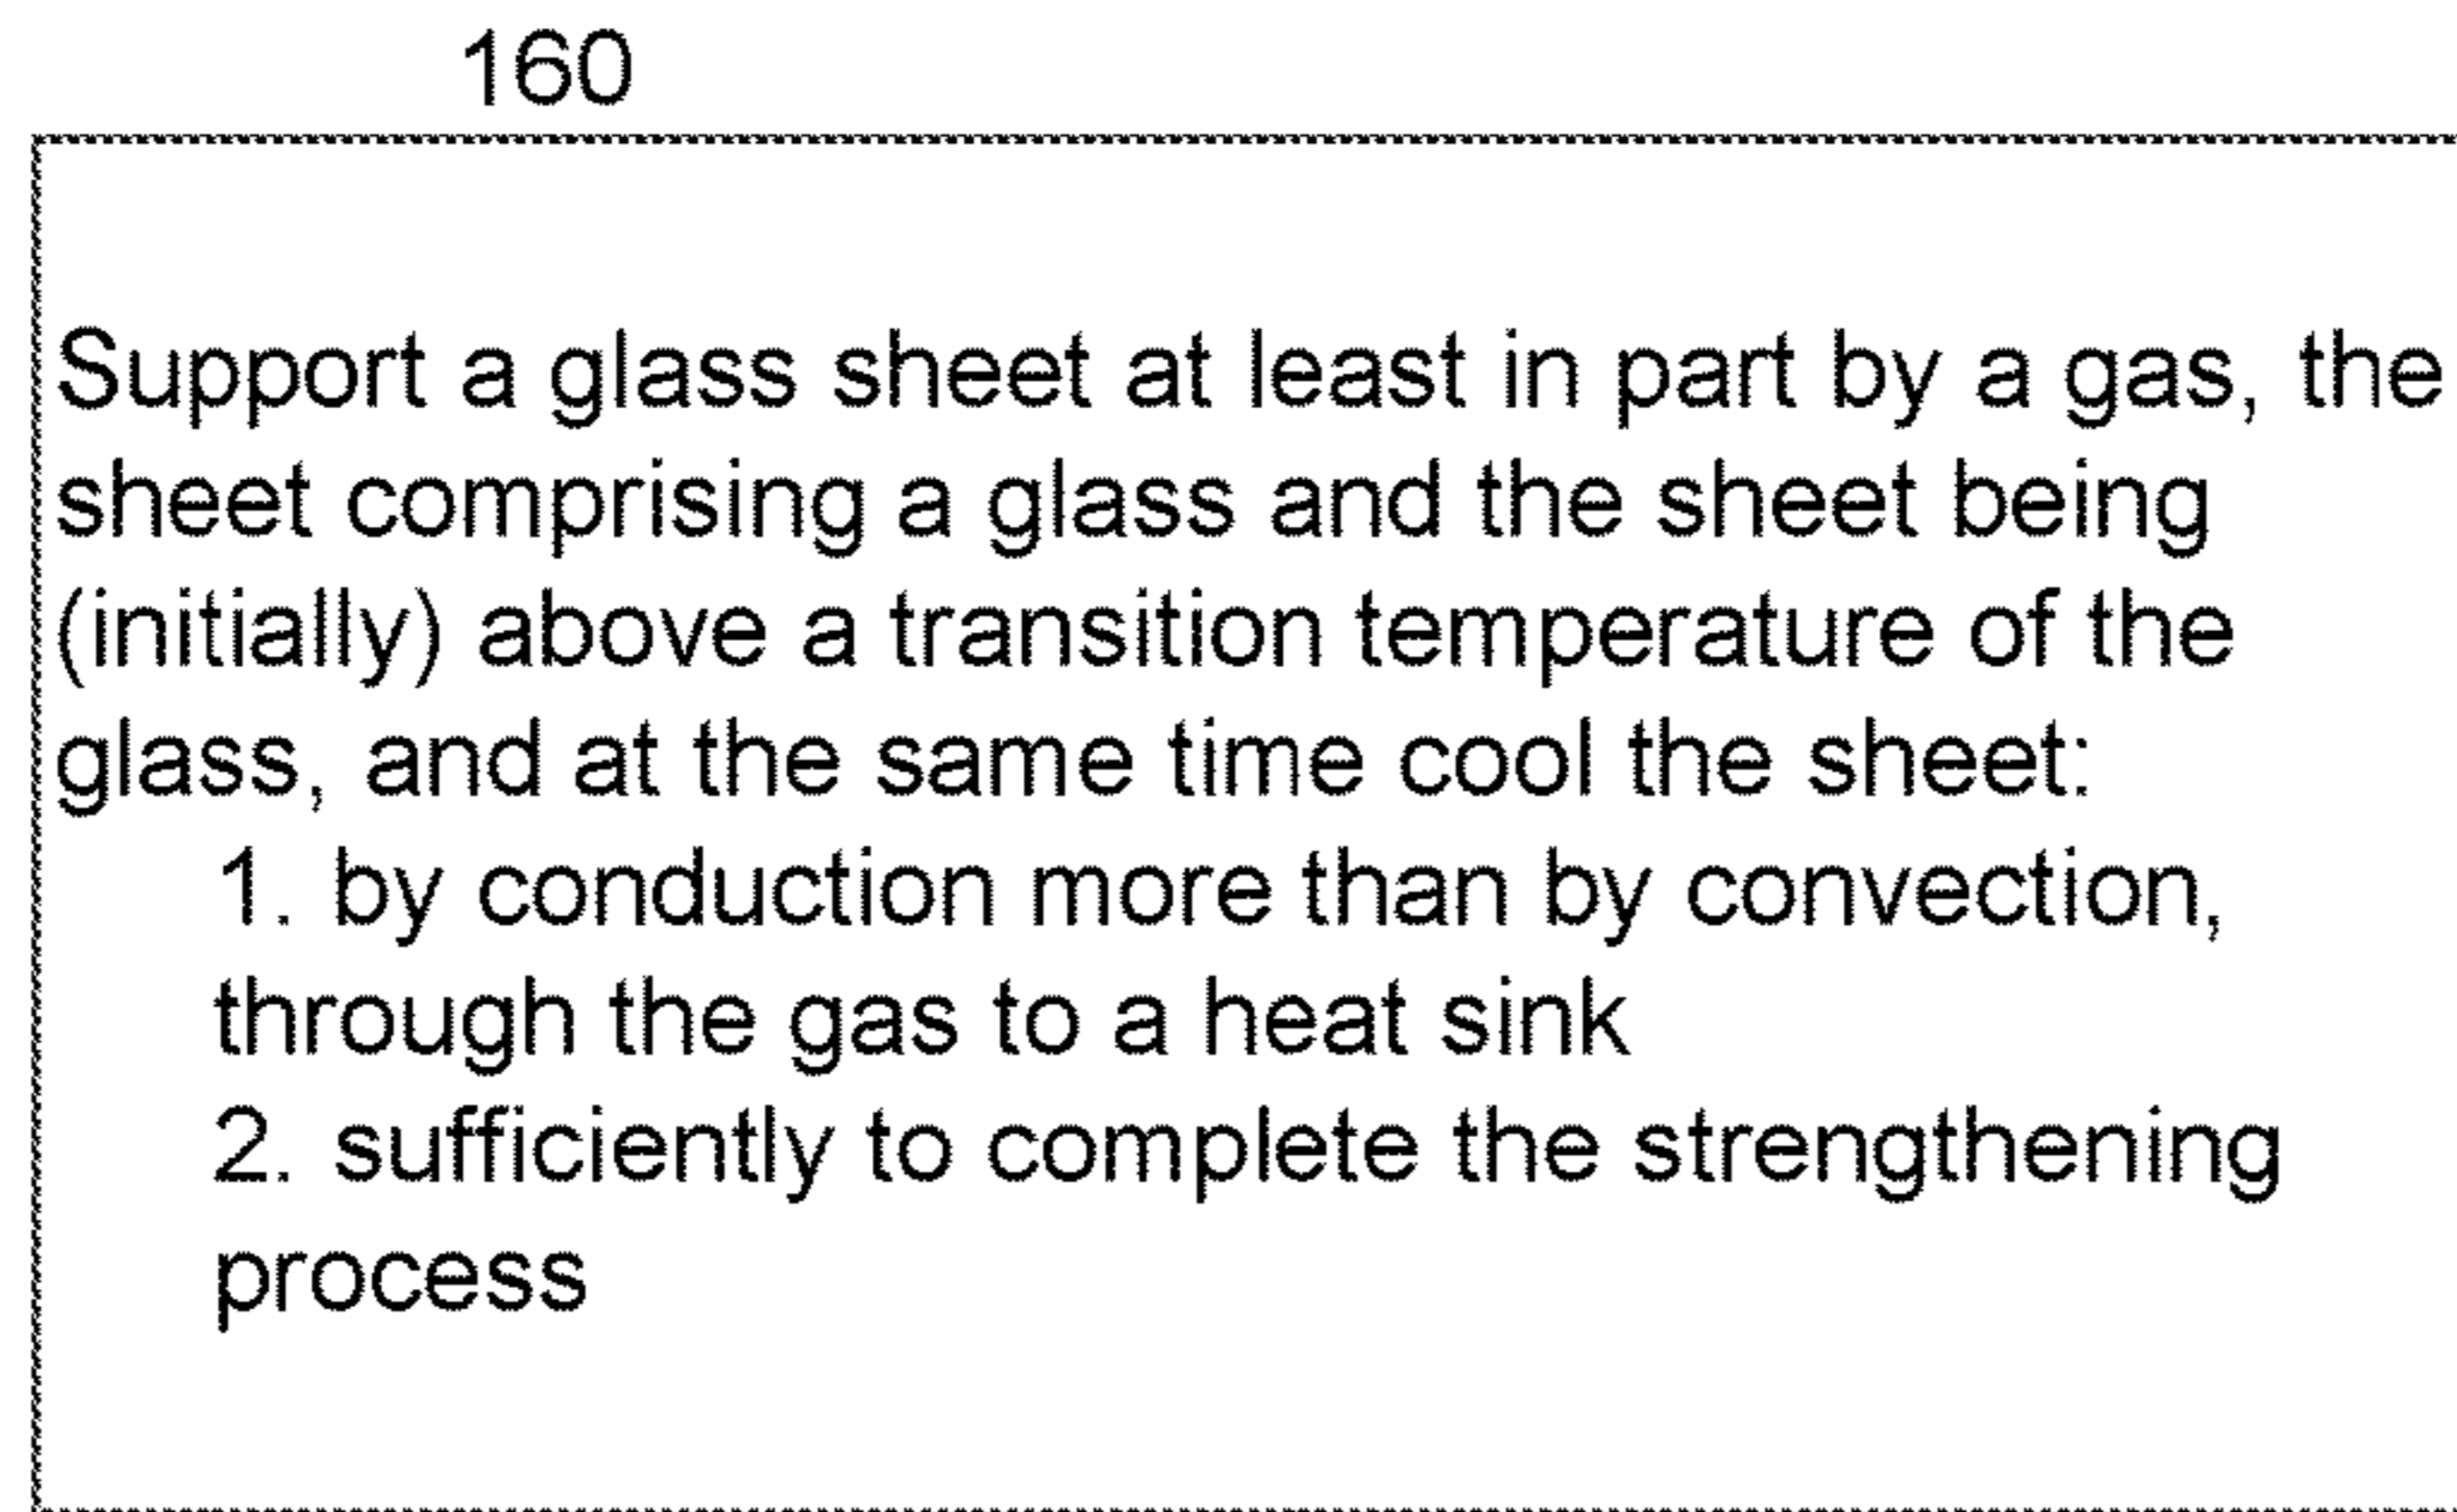 160
Support a glass sheet at least in part by a gas, the
sheet comprising a glass and the sheet being
(initially) above a transition temperature of the
glass, and at the same time cool the sheet:
1. by conduction more than by convection,
through the gas to a heat sink
2. sufficiently to complete the strengthening
process